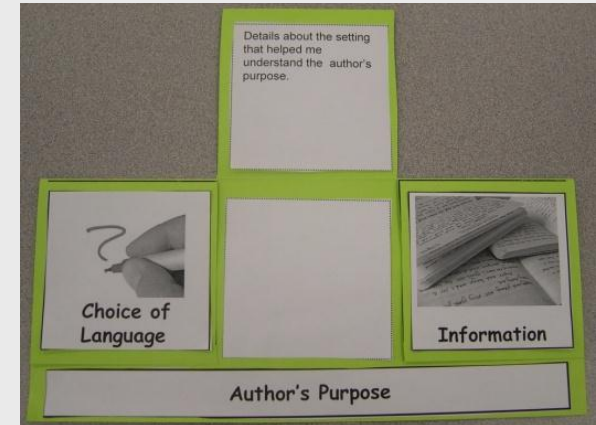 Details about the setting
that helped me
understand the author's
purpose.
Choice of
Language
Information
Author's Purpose